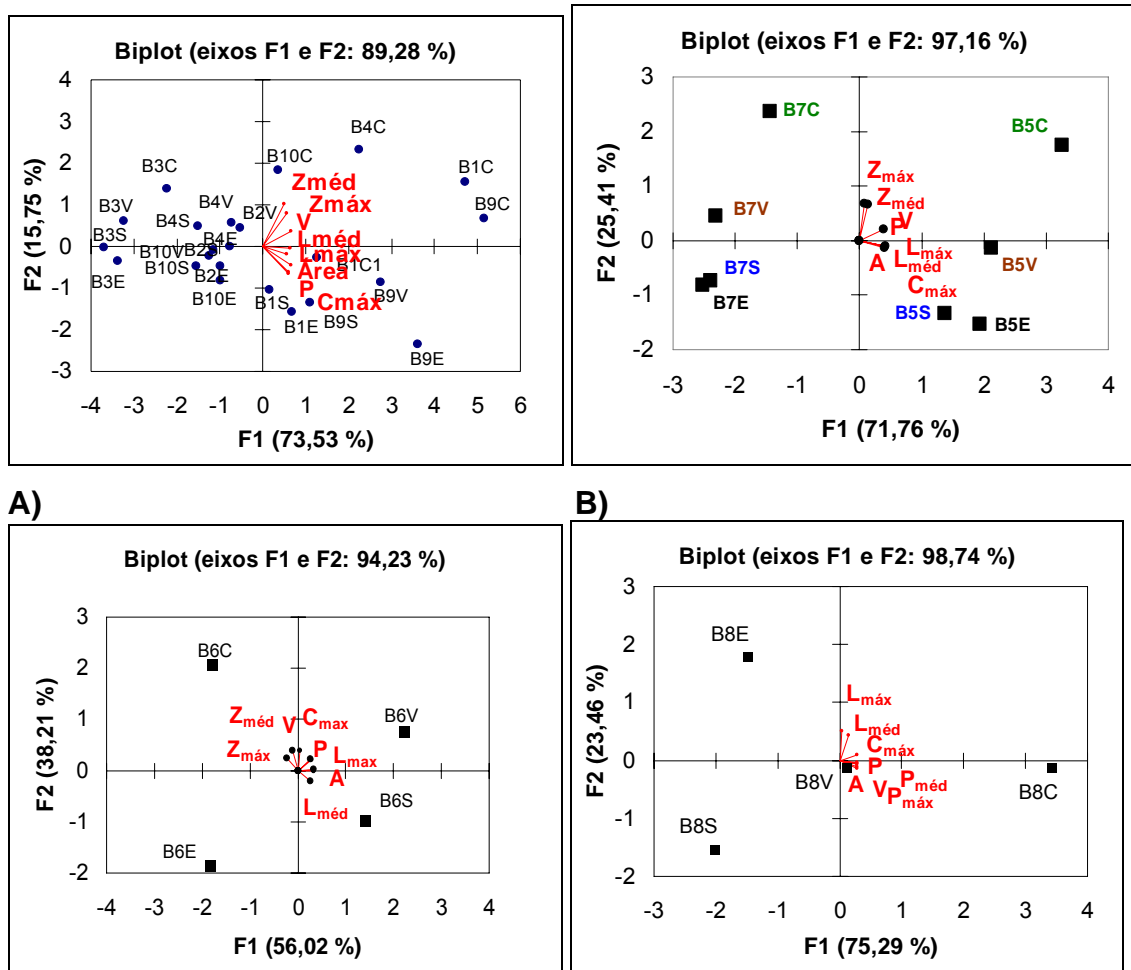 Biplot (eixos F1 e F2: 89,28 %)
4
3
2
1
0
-1
-2
-3
F2 (15,75 %)
B4C
B10C
B1C
B3C
B9C
Zméd
Zmáx
B3V
B4V
B2V
V
B4S
B3S
B4E
Lméd
B10V
B2S
Lmáx
B1C1
B3E
B10S
B2E
Área
B10E
B1S
P
B9V
Cmáx
B1E
B9S
B9E
-4 -3 -2 -1 0 1 2 3 4 5 6
F1 (73,53 %)
Biplot (eixos F1 e F2: 97,16 %)
3
2
1
0
-1
-2
F2 (25,41 %)
B7C
B5C
Zmáx
Zméd
B7V
P
V
A
Lmáx
Lméd
B5V
B7S
Cmáx
B7E
B5S
B5E
-3 -2 -1 0 1 2 3 4
F1 (71,76 %)
A)
B)
Biplot (eixos F1 e F2: 94,23 %)
3
2
1
0
-1
-2
F2 (38,21 %)
B6C
Zméd
V
Cmax
B6V
Zmáx
P
Lmax
A
Lméd
B6S
B6E
-4 -3 -2 -1 0 1 2 3 4
F1 (56,02 %)
Biplot (eixos F1 e F2: 98,74 %)
3
2
1
0
-1
-2
F2 (23,46 %)
B8E
Lmáx
Lméd
Cmáx
P
B8V
A
V
Pméd
Pmáx
B8C
B8S
-3 -2 -1 0 1 2 3 4
F1 (75,29 %)